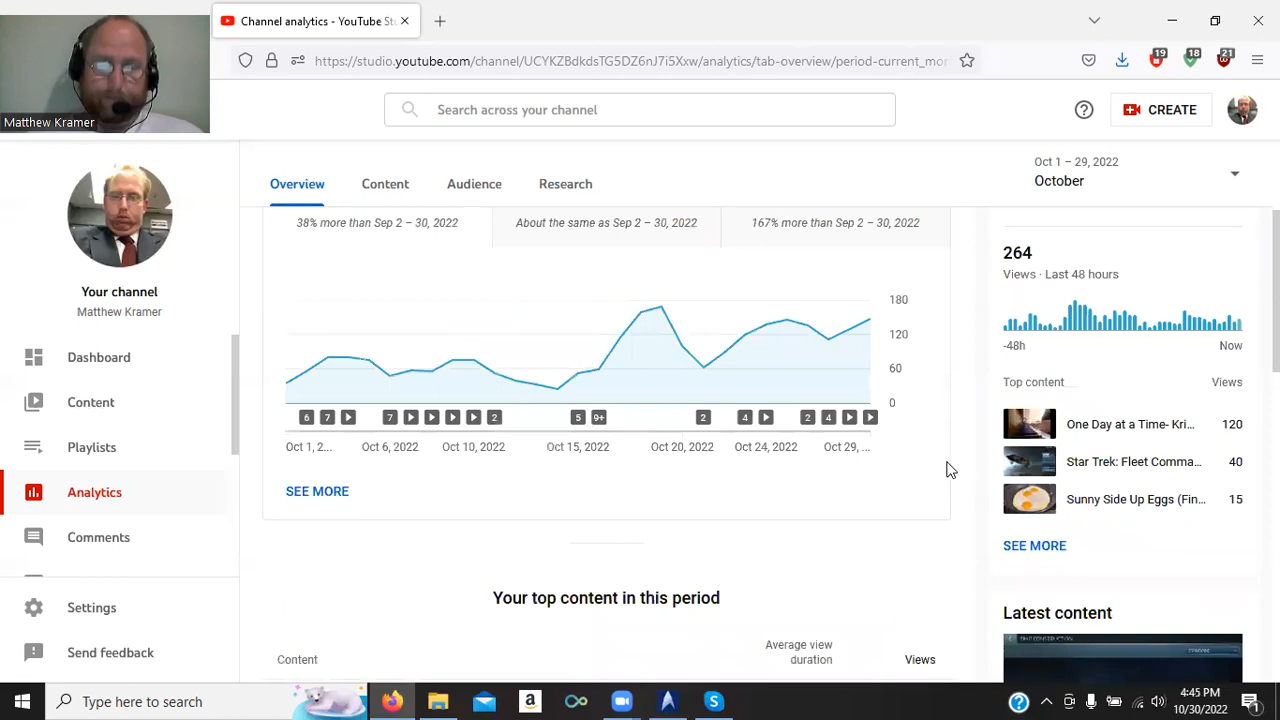 Channel analytics - YouTube Stu
https://studio.youtube.com/channel/UCYKZBdkdsTG5DZ6nJ7i5Xxw/analytics/tab-overview/period-current_mor
19
18
21
Matthew Kramer
Search across your channel
CREATE
Your channel
Matthew Kramer
Dashboard
Content
Playlists
Analytics
Comments
Settings
Send feedback
Overview
Content
Audience
Research
Oct 1 – 29, 2022
October
38% more than Sep 2 – 30, 2022
About the same as Sep 2 – 30, 2022
167% more than Sep 2 – 30, 2022
180
120
60
0
6 7 7 2 5 9+ 2 4 2 4
Oct 1, 2... Oct 6, 2022 Oct 10, 2022 Oct 15, 2022 Oct 20, 2022 Oct 24, 2022 Oct 29, ...
SEE MORE
Your top content in this period
Content
Average view
duration
Views
264
Views · Last 48 hours
-48h Now
Top content Views
One Day at a Time- Kri... 120
Star Trek: Fleet Comma... 40
Sunny Side Up Eggs (Fin... 15
SEE MORE
Latest content
Type here to search
4:45 PM
10/30/2022
1